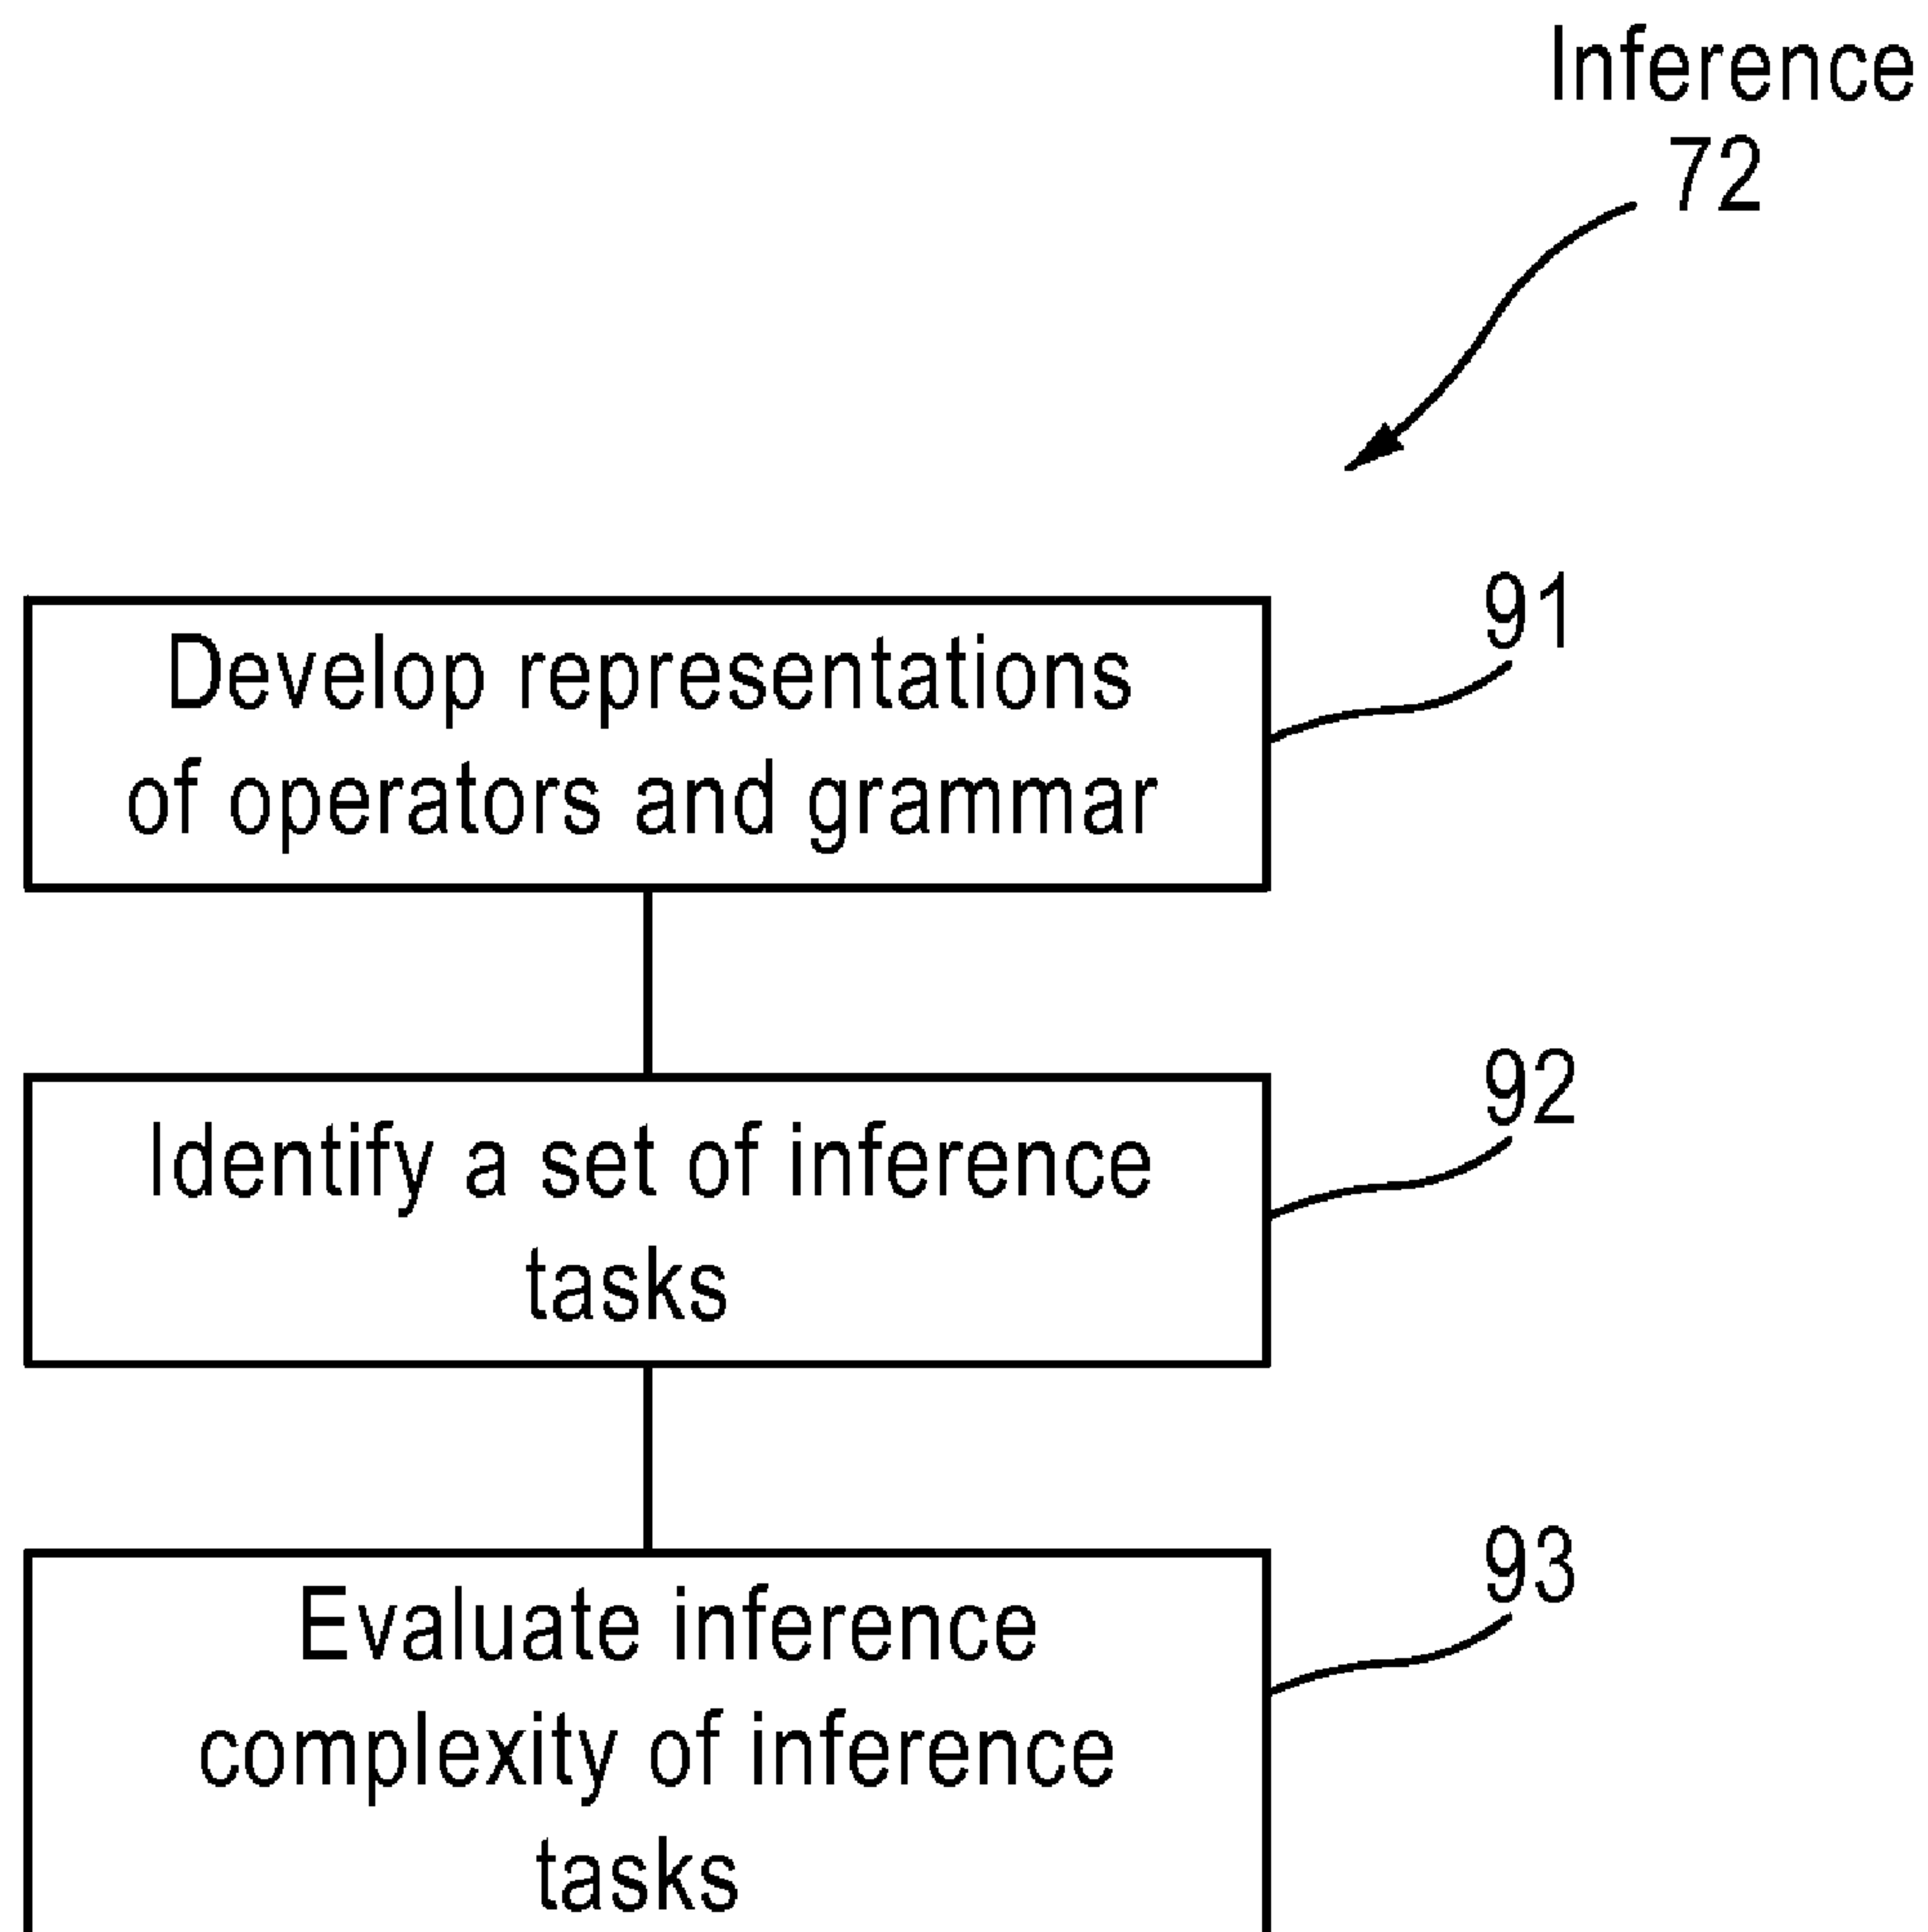 Inference
72
91
Develop representations
of operators and grammar
92
Identify a set of inference
tasks
93
Evaluate inference
complexity of inference
tasks